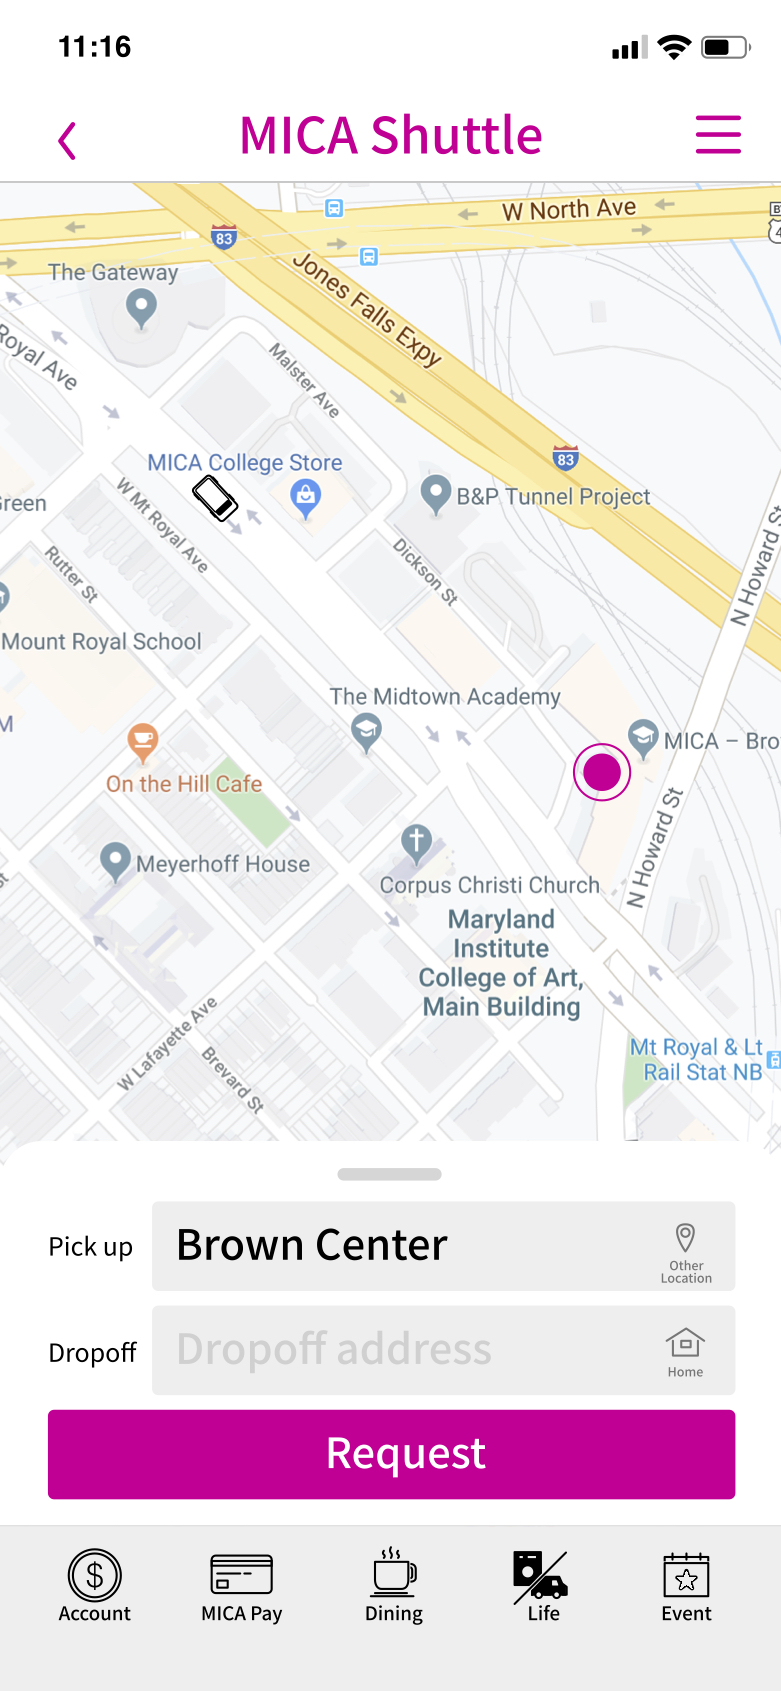 11:16
MICA Shuttle
W North Ave
83
The Gateway
Jones Falls Expy
Royal Ave
Malster Ave
MICA College Store
83
B&P Tunnel Project
W Mt Royal Ave
N Howard St
Dickson St
Rutter St
Mount Royal School
The Midtown Academy
MICA – Bro
On the Hill Cafe
N Howard St
Meyerhoff House
Corpus Christi Church
Maryland
Institute
College of Art,
Main Building
W Lafayette Ave
Brevard St
Mt Royal & Lt
Rail Stat NB
Pick up
Brown Center
Other
Location
Dropoff
Dropoff address
Home
Request
Account
MICA Pay
Dining
Life
Event